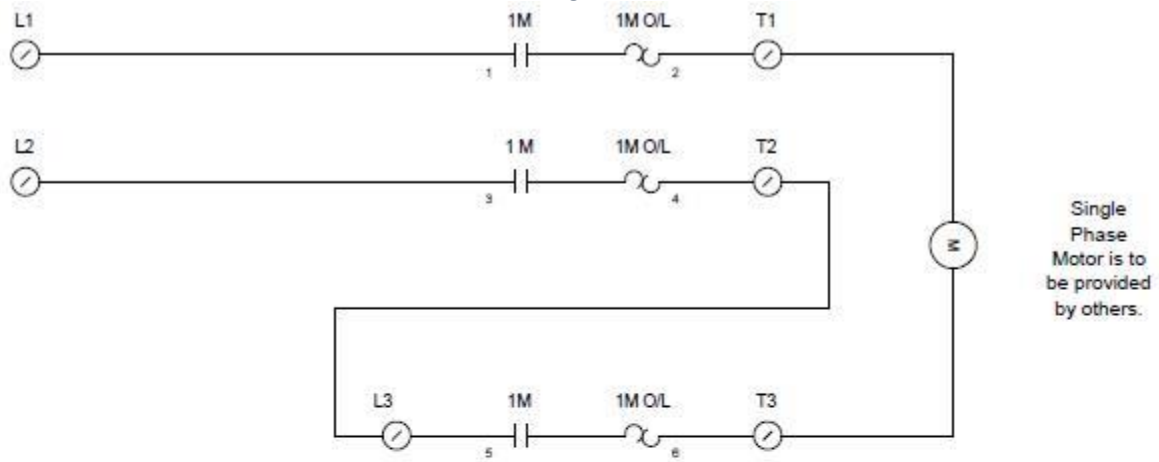 L1 1M 1M O/L T1
1 2
L2 1 M 1M O/L T2
3 4
Single
Phase
Motor is to
be provided
by others.
M
L3 1M 1M O/L T3
5 6